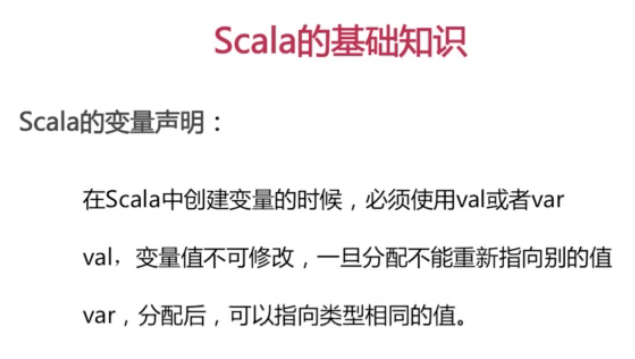 Scala的基础知识
Scala的变量声明：
在Scala中创建变量的时候，必须使用val或者var
val，变量值不可修改，一旦分配不能重新指向别的值
var，分配后，可以指向类型相同的值。